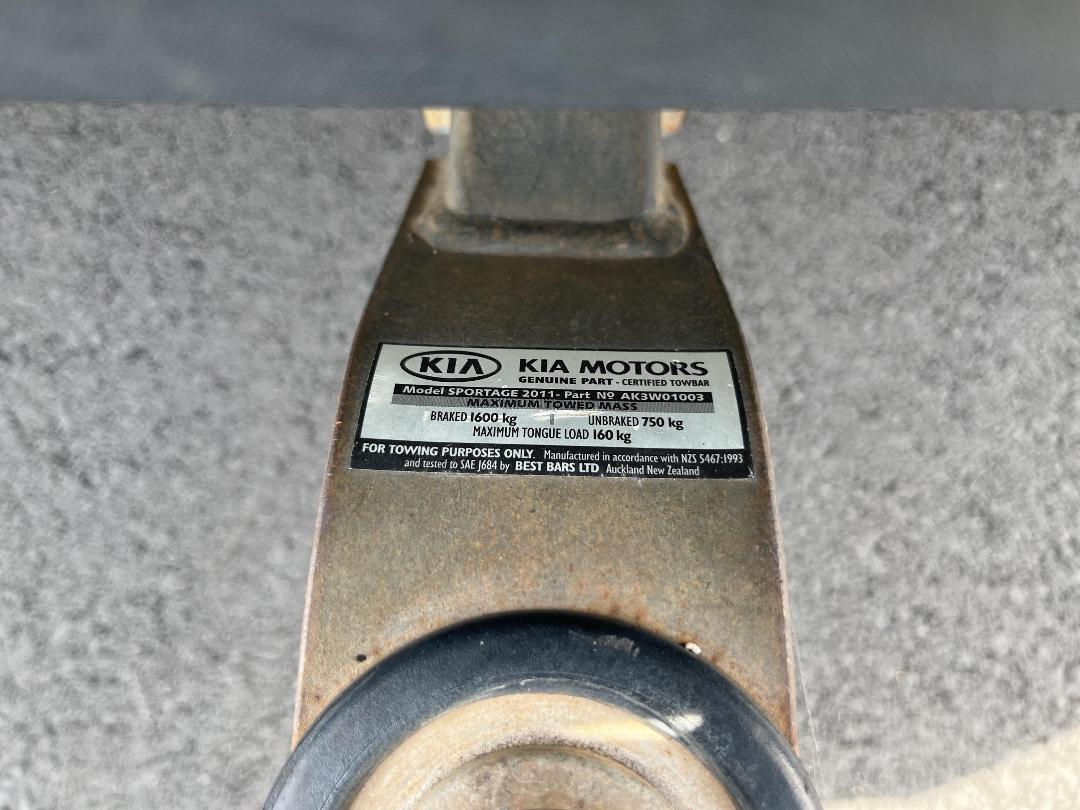 KIA KIA MOTORS
GENUINE PART - CERTIFIED TOWBAR
Model SPORTAGE 2011- Part Nº AK3W01003
MAXIMUM TOWED MASS
BRAKED 1600 kg | UNBRAKED 750 kg
MAXIMUM TONGUE LOAD 160 kg
FOR TOWING PURPOSES ONLY. Manufactured in accordance with NZS 5467:1993
and tested to SAE J684 by BEST BARS LTD Auckland New Zealand